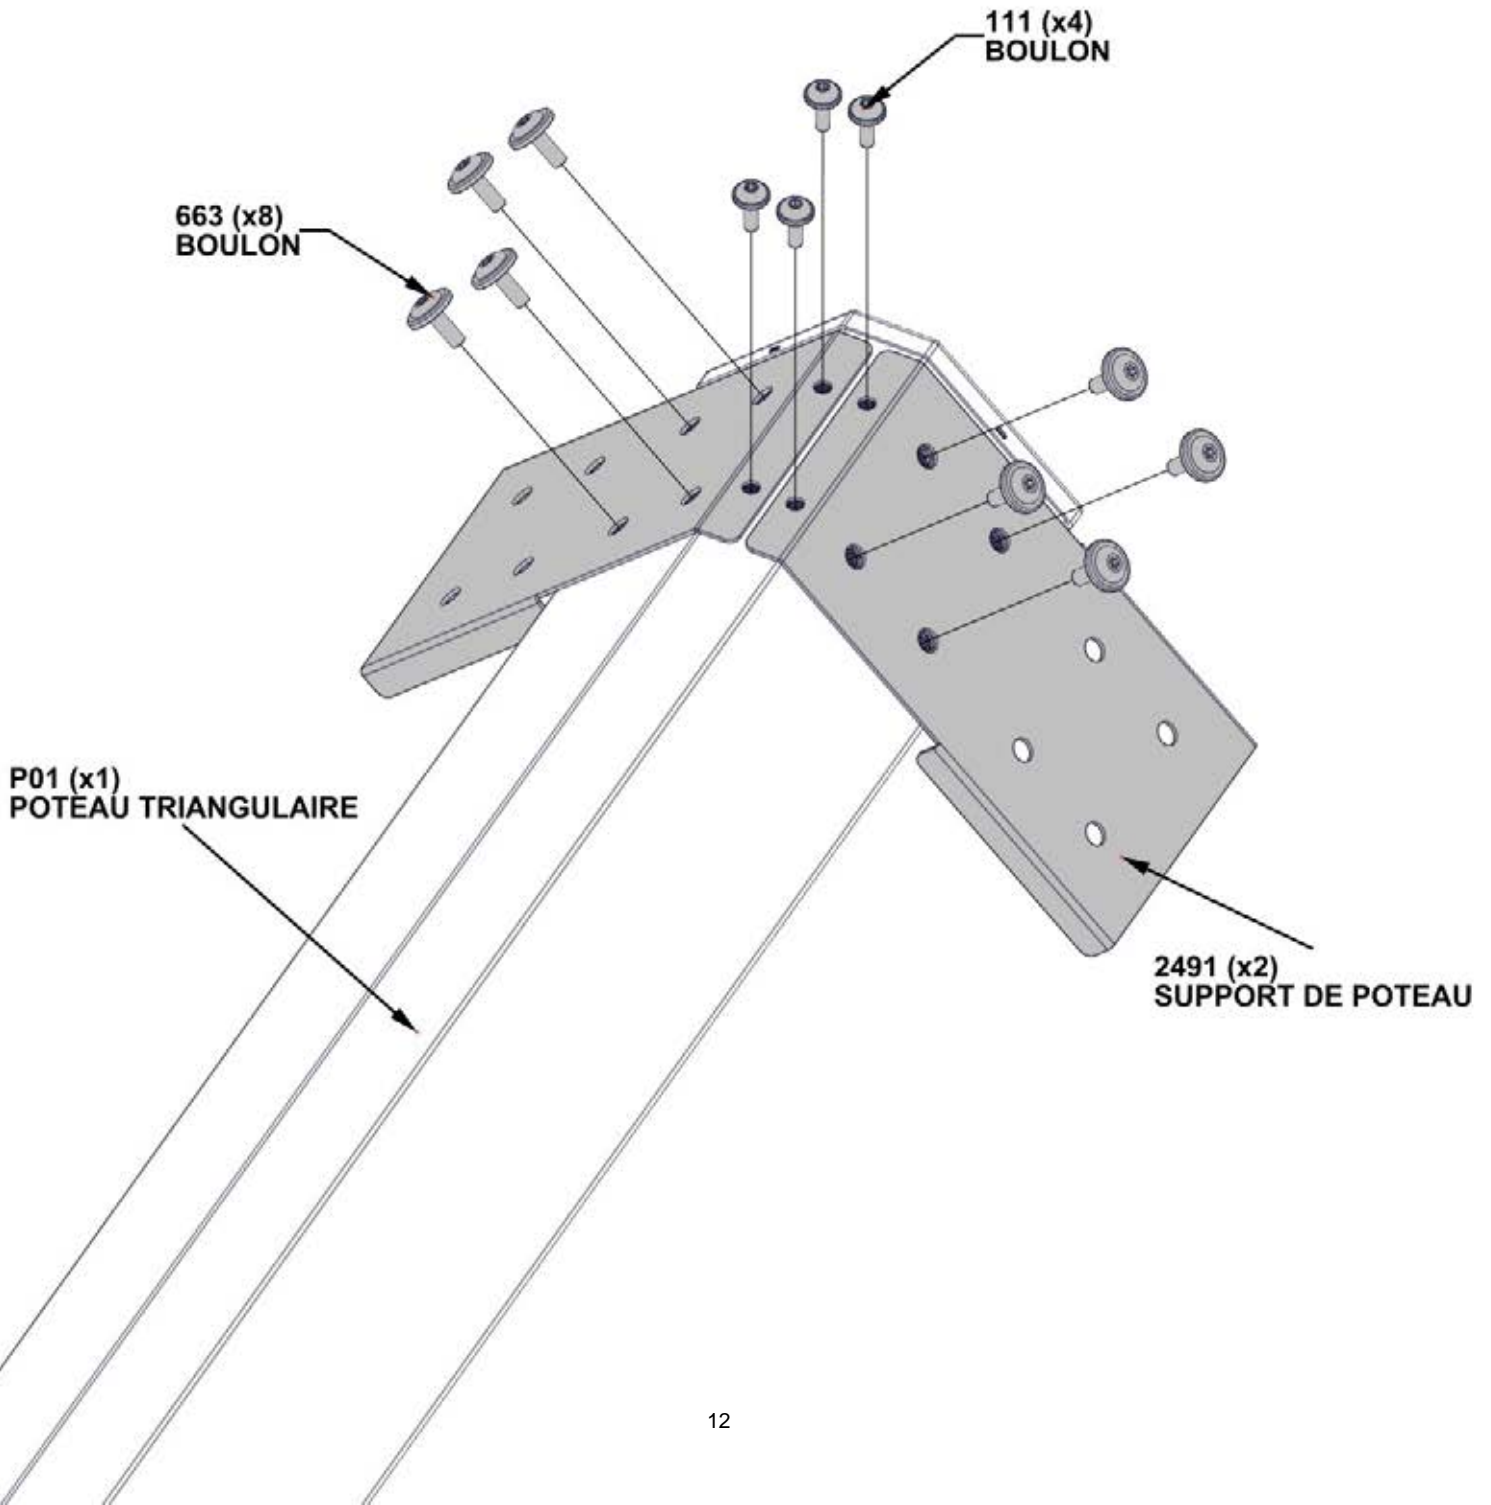 111 (x4)
BOULON
663 (x8)
BOULON
P01 (x1)
POTEAU TRIANGULAIRE
2491 (x2)
SUPPORT DE POTEAU
12